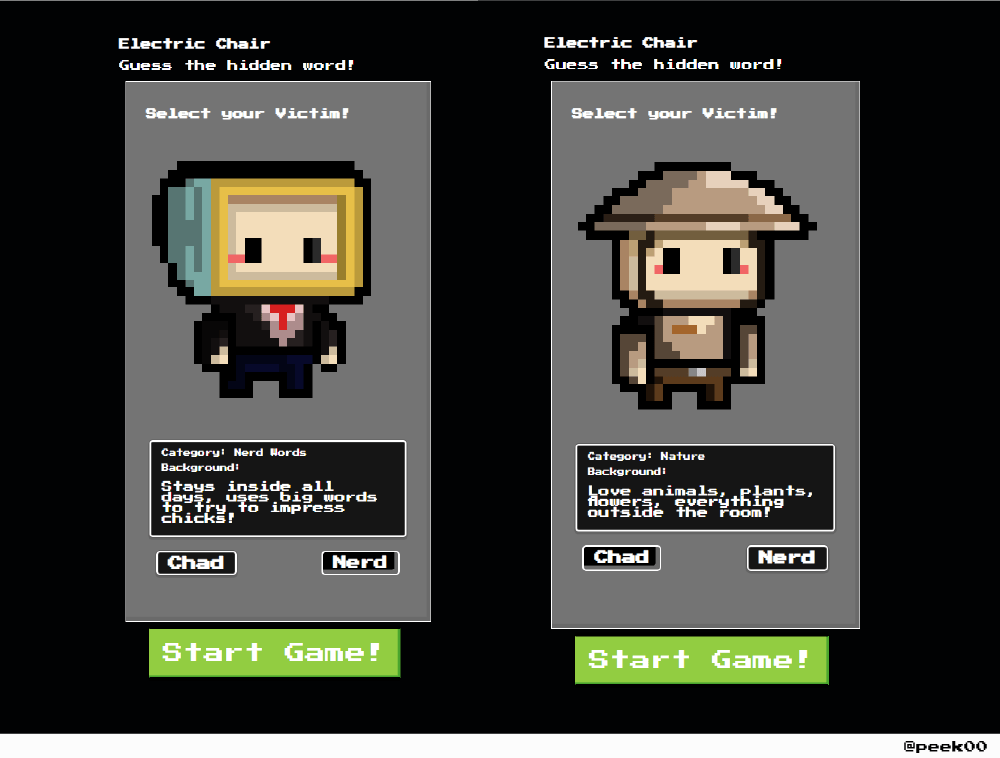 Electric Chair
Guess the hidden word!
Select your Victim!
Category: Nerd Words
Background:
Stays inside all
days, uses big words
to try to impress
chicks!
Chad
Nerd
Start Game!
Electric Chair
Guess the hidden word!
Select your Victim!
Category: Nature
Background:
Love animals, plants,
flowers, everything
outside the room!
Chad
Nerd
Start Game!
@peek00